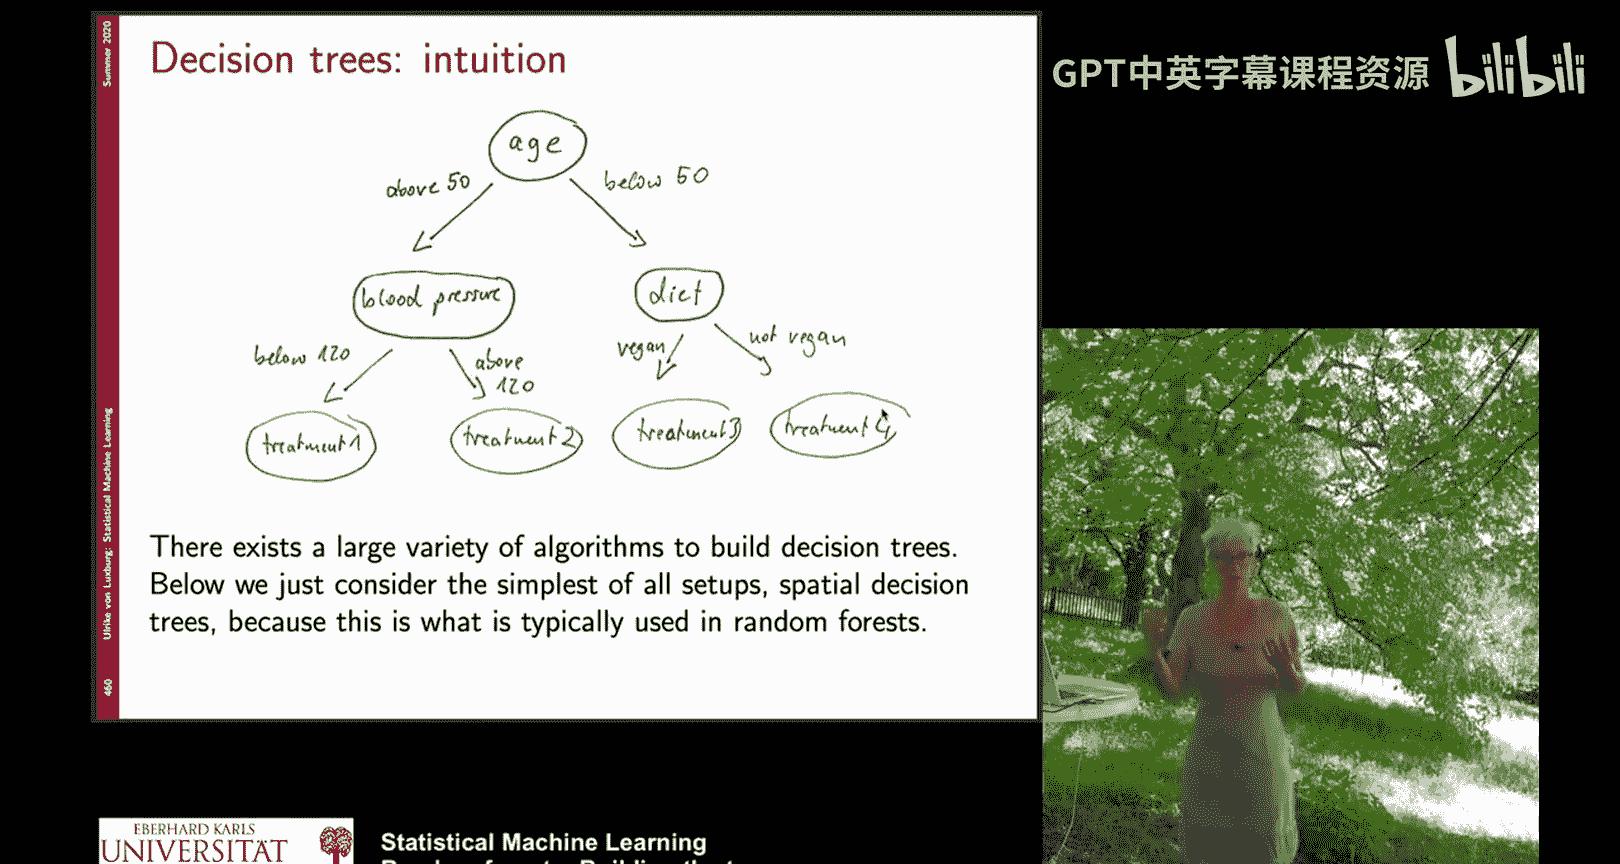 Decision trees: intuition
GPT中英字幕课程资源 bilibili
Summer 2020
age
above 50
below 50
blood pressure
diet
below 120
above
120
vegan
not vegan
treatment 1
treatment 2
treatment 3
treatment 4
There exists a large variety of algorithms to build decision trees.
Below we just consider the simplest of all setups, spatial decision
trees, because this is what is typically used in random forests.
Ulrike von Luxburg: Statistical Machine Learning
460
EBERHARD KARLS
UNIVERSITÄT
Statistical Machine Learning